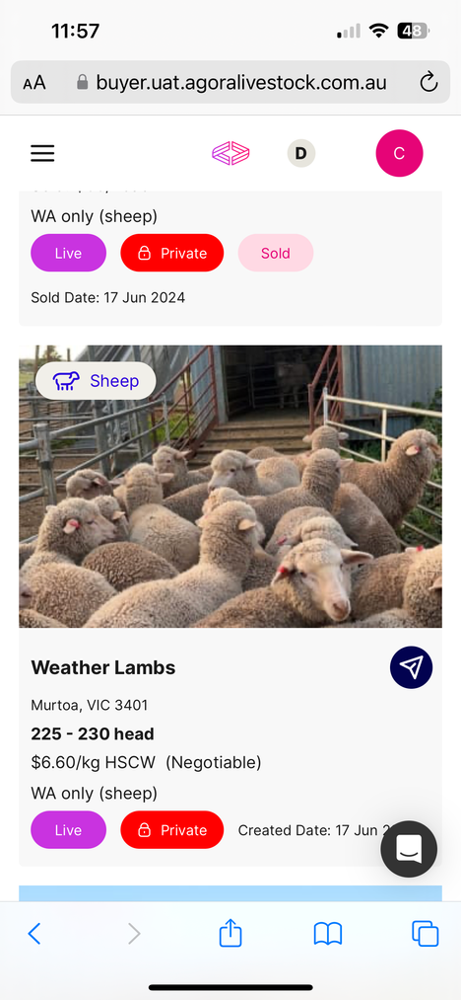 11:57
48
AA buyer.uat.agoralivestock.com.au
D
C
WA only (sheep)
Live Private Sold
Sold Date: 17 Jun 2024
Sheep
Weather Lambs
Murtoa, VIC 3401
225 - 230 head
$6.60/kg HSCW (Negotiable)
WA only (sheep)
Live Private Created Date: 17 Jun